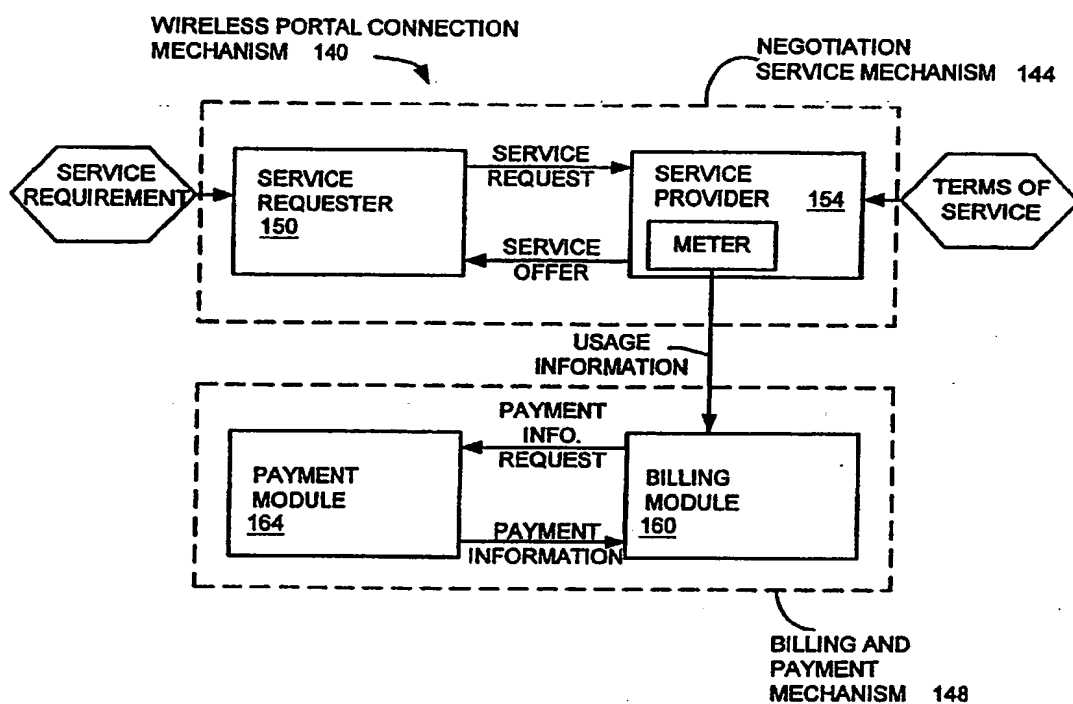 WIRELESS PORTAL CONNECTION
MECHANISM 140
NEGOTIATION
SERVICE MECHANISM 144
SERVICE
REQUIREMENT
SERVICE
REQUESTER
150
SERVICE
REQUEST
SERVICE
OFFER
SERVICE
PROVIDER 154
METER
TERMS OF
SERVICE
USAGE
INFORMATION
PAYMENT
INFO.
REQUEST
PAYMENT
MODULE
164
PAYMENT
INFORMATION
BILLING
MODULE
160
BILLING AND
PAYMENT
MECHANISM 148